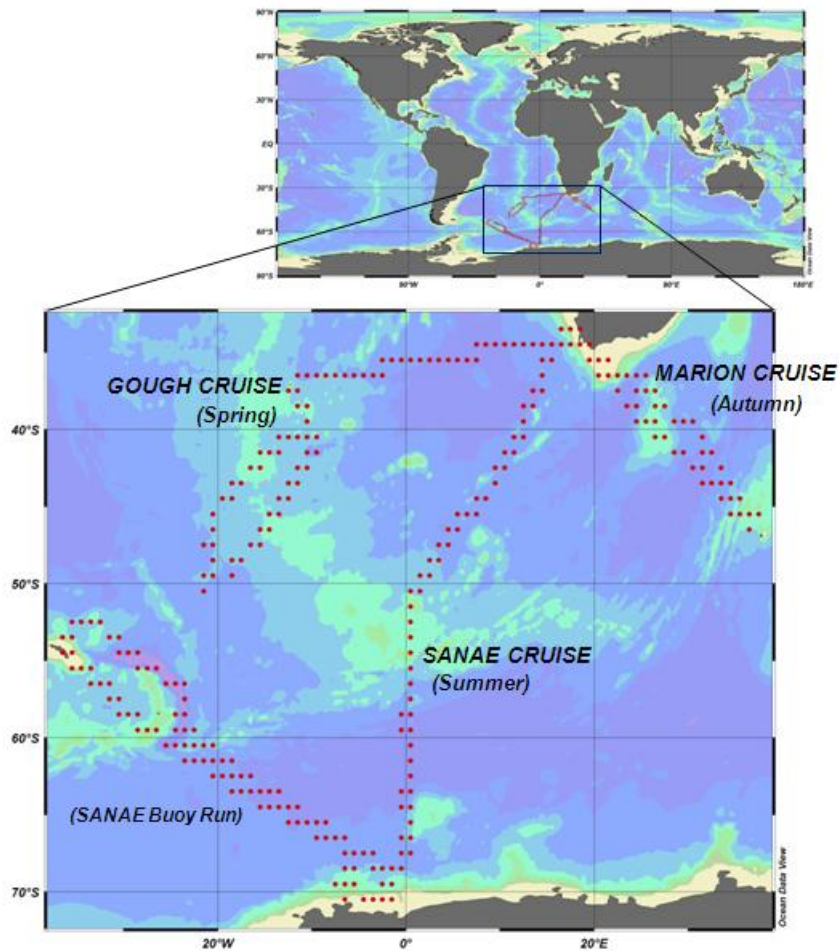 90°N
60°N
30°N
EQ
30°S
60°S
90°S
90°W
0°
90°E
180°E
Ocean Data View
GOUGH CRUISE
(Spring)
MARION CRUISE
(Autumn)
40°S
50°S
SANAE CRUISE
(Summer)
60°S
(SANAE Buoy Run)
70°S
20°W
0°
20°E
Ocean Data View